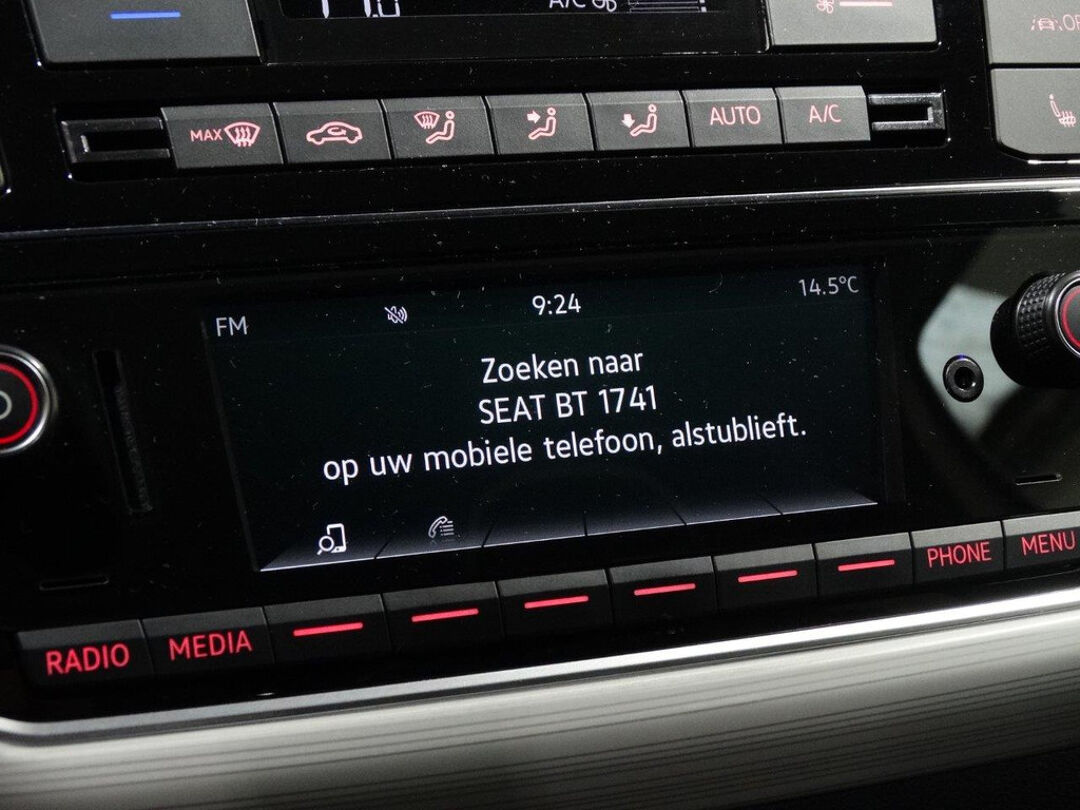 A/C
MAX
AUTO
A/C
FM
9:24
14.5°C
Zoeken naar
SEAT BT 1741
op uw mobiele telefoon, alstublieft.
RADIO
MEDIA
PHONE
MENU